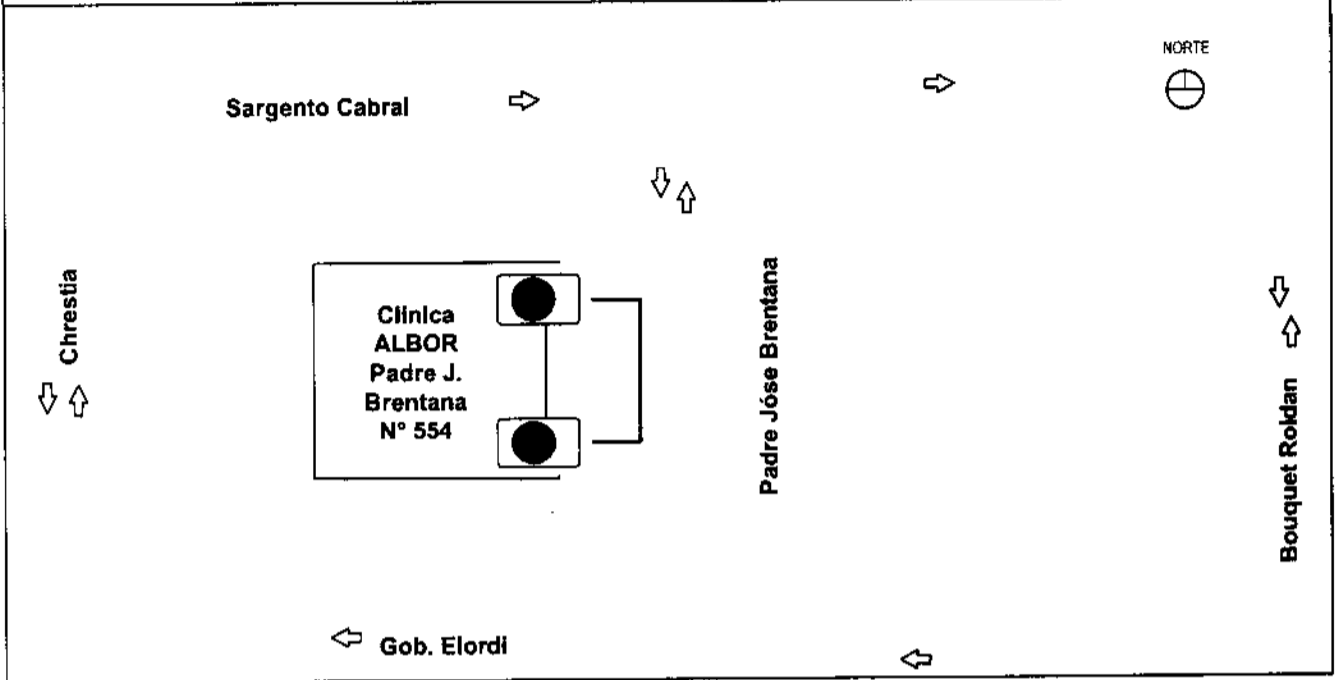 NORTE
Sargento Cabral
Chrestia
Clinica
ALBOR
Padre J.
Brentana
N° 554
Padre Jóse Brentana
Bouquet Roldan
Gob. Elordi